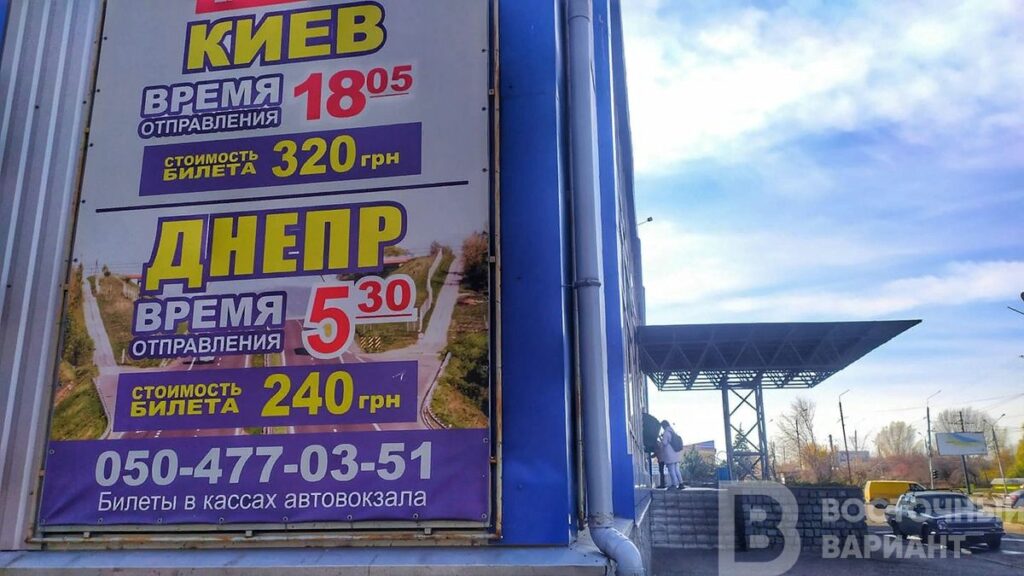 КИЕВ
ВРЕМЯ
ОТПРАВЛЕНИЯ
18 05
СТОИМОСТЬ
БИЛЕТА
320 грн
ДНЕПР
ВРЕМЯ
ОТПРАВЛЕНИЯ
5 30
СТОИМОСТЬ
БИЛЕТА
240 грн
050-477-03-51
Билеты в кассах автовокзала
В ВОСТОЧНЫЙ
ВАРИАНТ